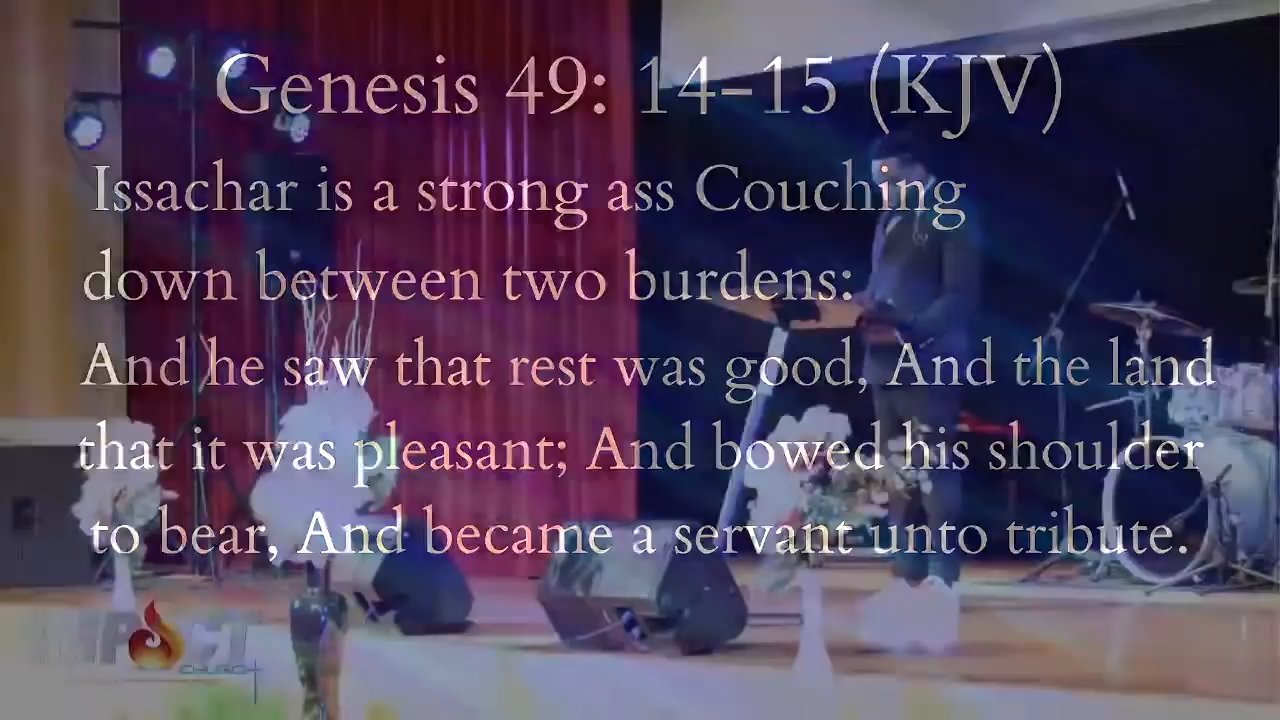 Genesis 49: 14-15 (KJV)
Issachar is a strong ass Couching
down between two burdens:
And he saw that rest was good, And the land
that it was pleasant; And bowed his shoulder
to bear, And became a servant unto tribute.
IMPACT
CHURCH